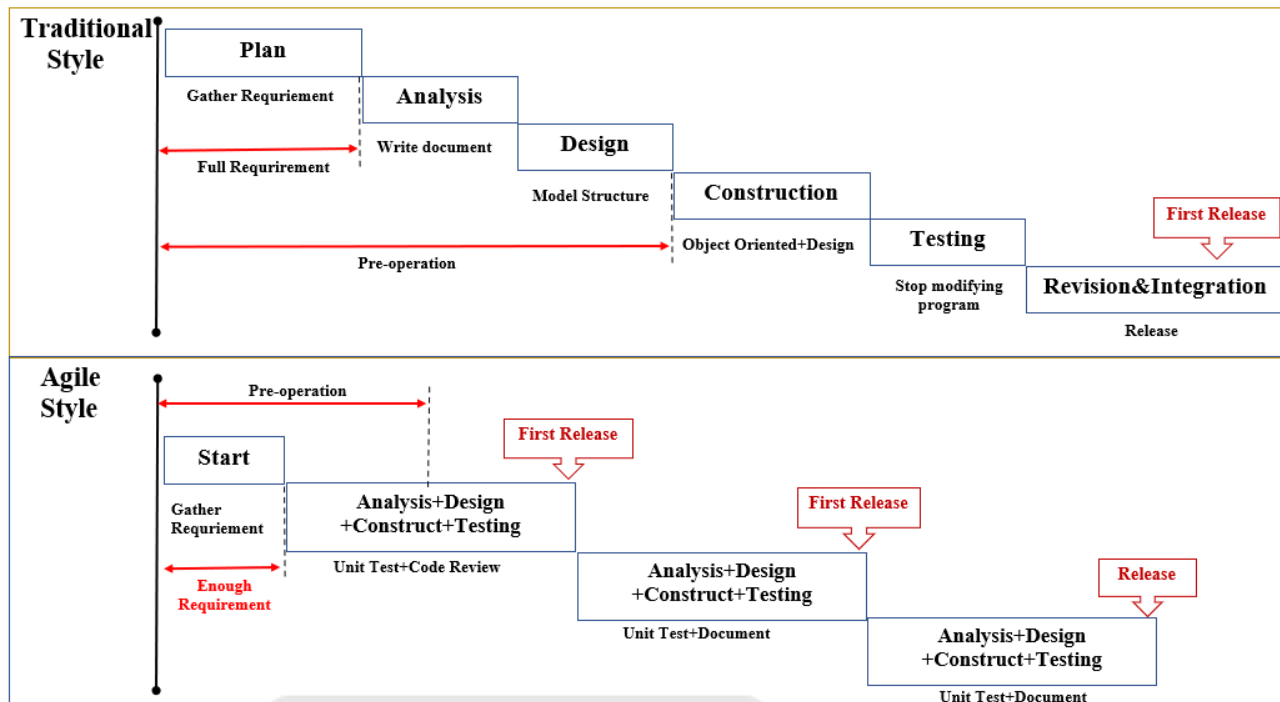 Traditional
Style
Plan
Gather Requriement
Full Requrirement
Analysis
Write document
Design
Model Structure
Pre-operation
Construction
Object Oriented+Design
Testing
Stop modifying
program
First Release
Revision&Integration
Release
Agile
Style
Pre-operation
Start
Gather
Requriement
Enough
Requirement
First Release
Analysis+Design
+Construct+Testing
Unit Test+Code Review
First Release
Analysis+Design
+Construct+Testing
Unit Test+Document
Release
Analysis+Design
+Construct+Testing
Unit Test+Document